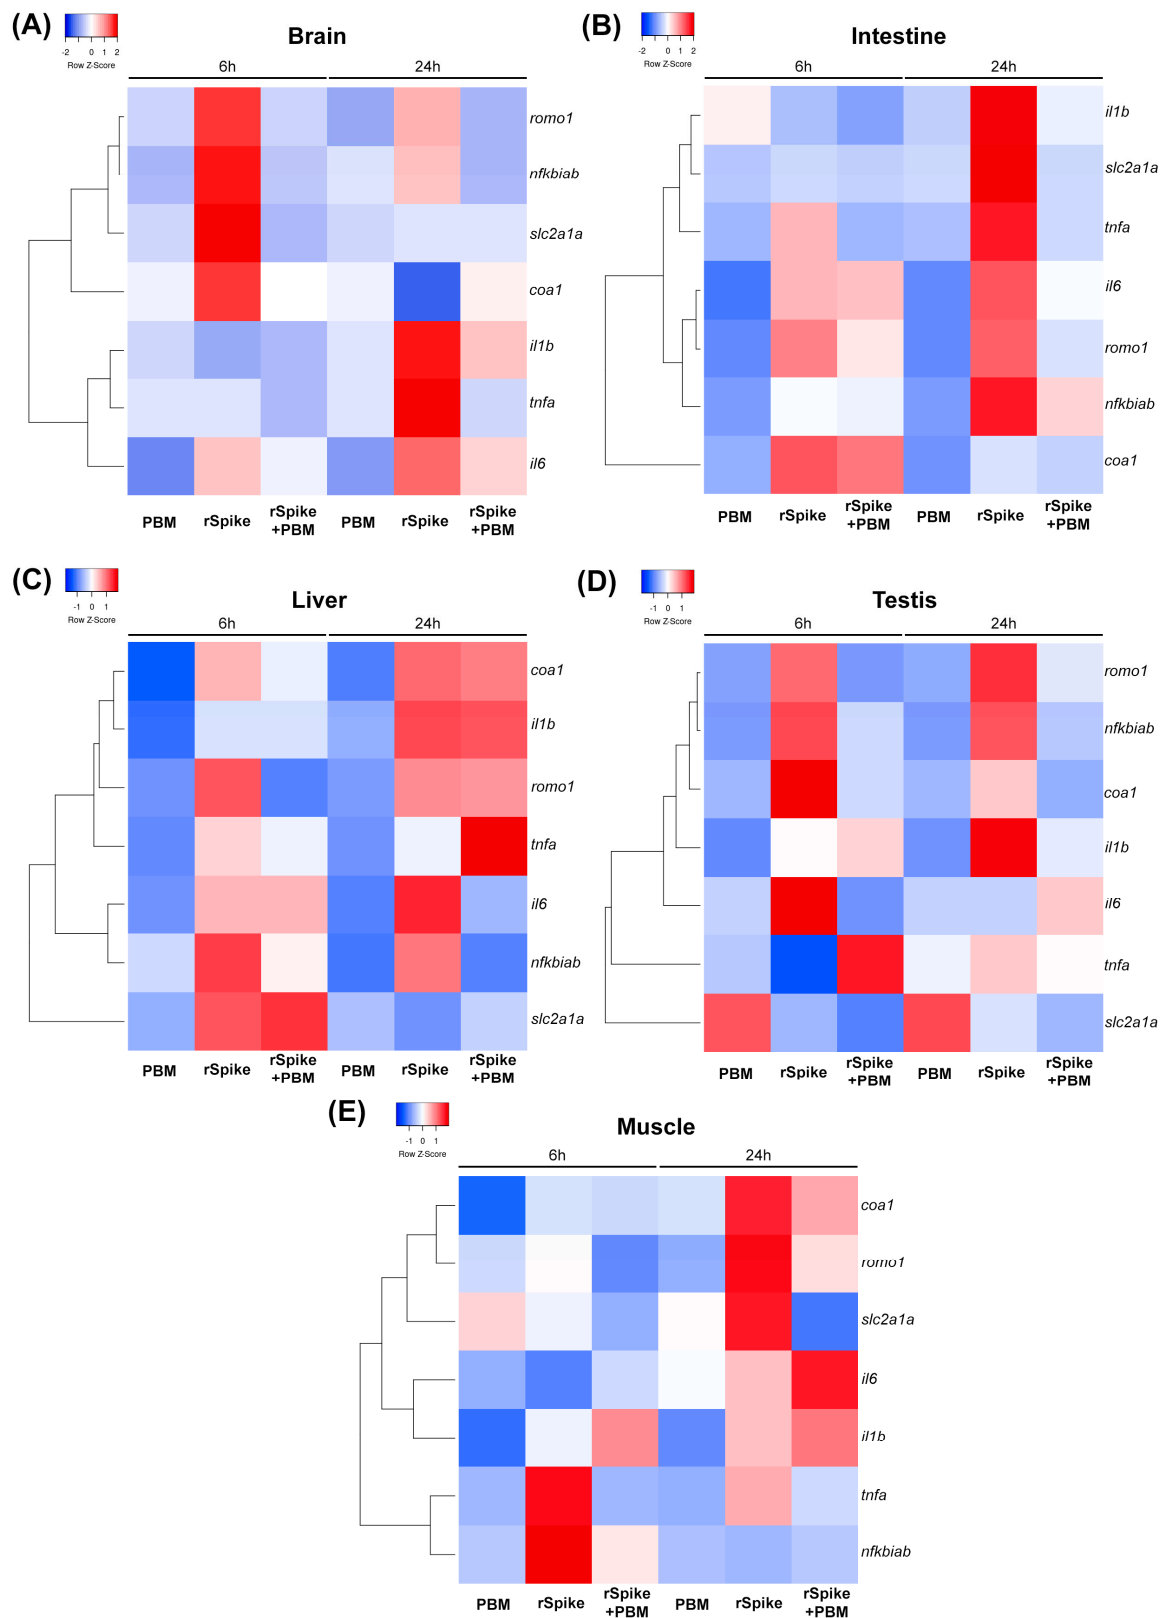 (A)
-2 0 1 2
Row Z-Score
Brain
6h 24h
romo1
nfkbiab
slc2a1a
coa1
il1b
tnfa
il6
PBM rSpike rSpike +PBM PBM rSpike rSpike +PBM
(B)
-2 0 1 2
Row Z-Score
Intestine
6h 24h
il1b
slc2a1a
tnfa
il6
romo1
nfkbiab
coa1
PBM rSpike rSpike +PBM PBM rSpike rSpike +PBM
(C)
-1 0 1
Row Z-Score
Liver
6h 24h
coa1
il1b
romo1
tnfa
il6
nfkbiab
slc2a1a
PBM rSpike rSpike +PBM PBM rSpike rSpike +PBM
(D)
-1 0 1
Row Z-Score
Testis
6h 24h
romo1
nfkbiab
coa1
il1b
il6
tnfa
slc2a1a
PBM rSpike rSpike +PBM PBM rSpike rSpike +PBM
(E)
-1 0 1
Row Z-Score
Muscle
6h 24h
coa1
romo1
slc2a1a
il6
il1b
tnfa
nfkbiab
PBM rSpike rSpike +PBM PBM rSpike rSpike +PBM